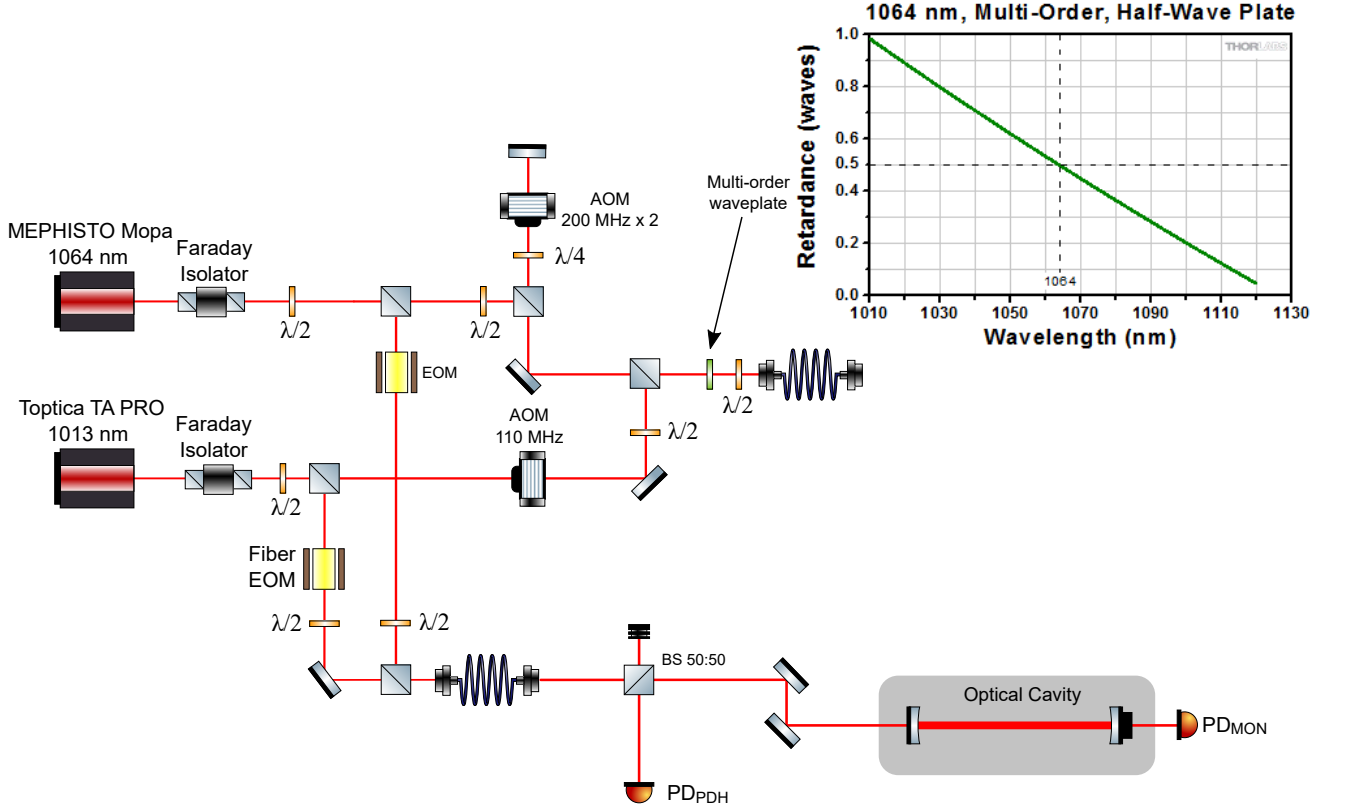 1064 nm, Multi-Order, Half-Wave Plate
Retardance (waves)
1.0
0.8
0.6
0.5
0.4
0.2
0.0
THORLABS
1064
1010 1030 1050 1070 1090 1110 1130
Wavelength (nm)
AOM
200 MHz x 2
λ/4
Multi-order
waveplate
MEPHISTO Mopa
1064 nm
Faraday
Isolator
λ/2
λ/2
EOM
λ/2
Toptica TA PRO
1013 nm
Faraday
Isolator
λ/2
AOM
110 MHz
λ/2
Fiber
EOM
λ/2
λ/2
BS 50:50
Optical Cavity
PDMON
PDPDH